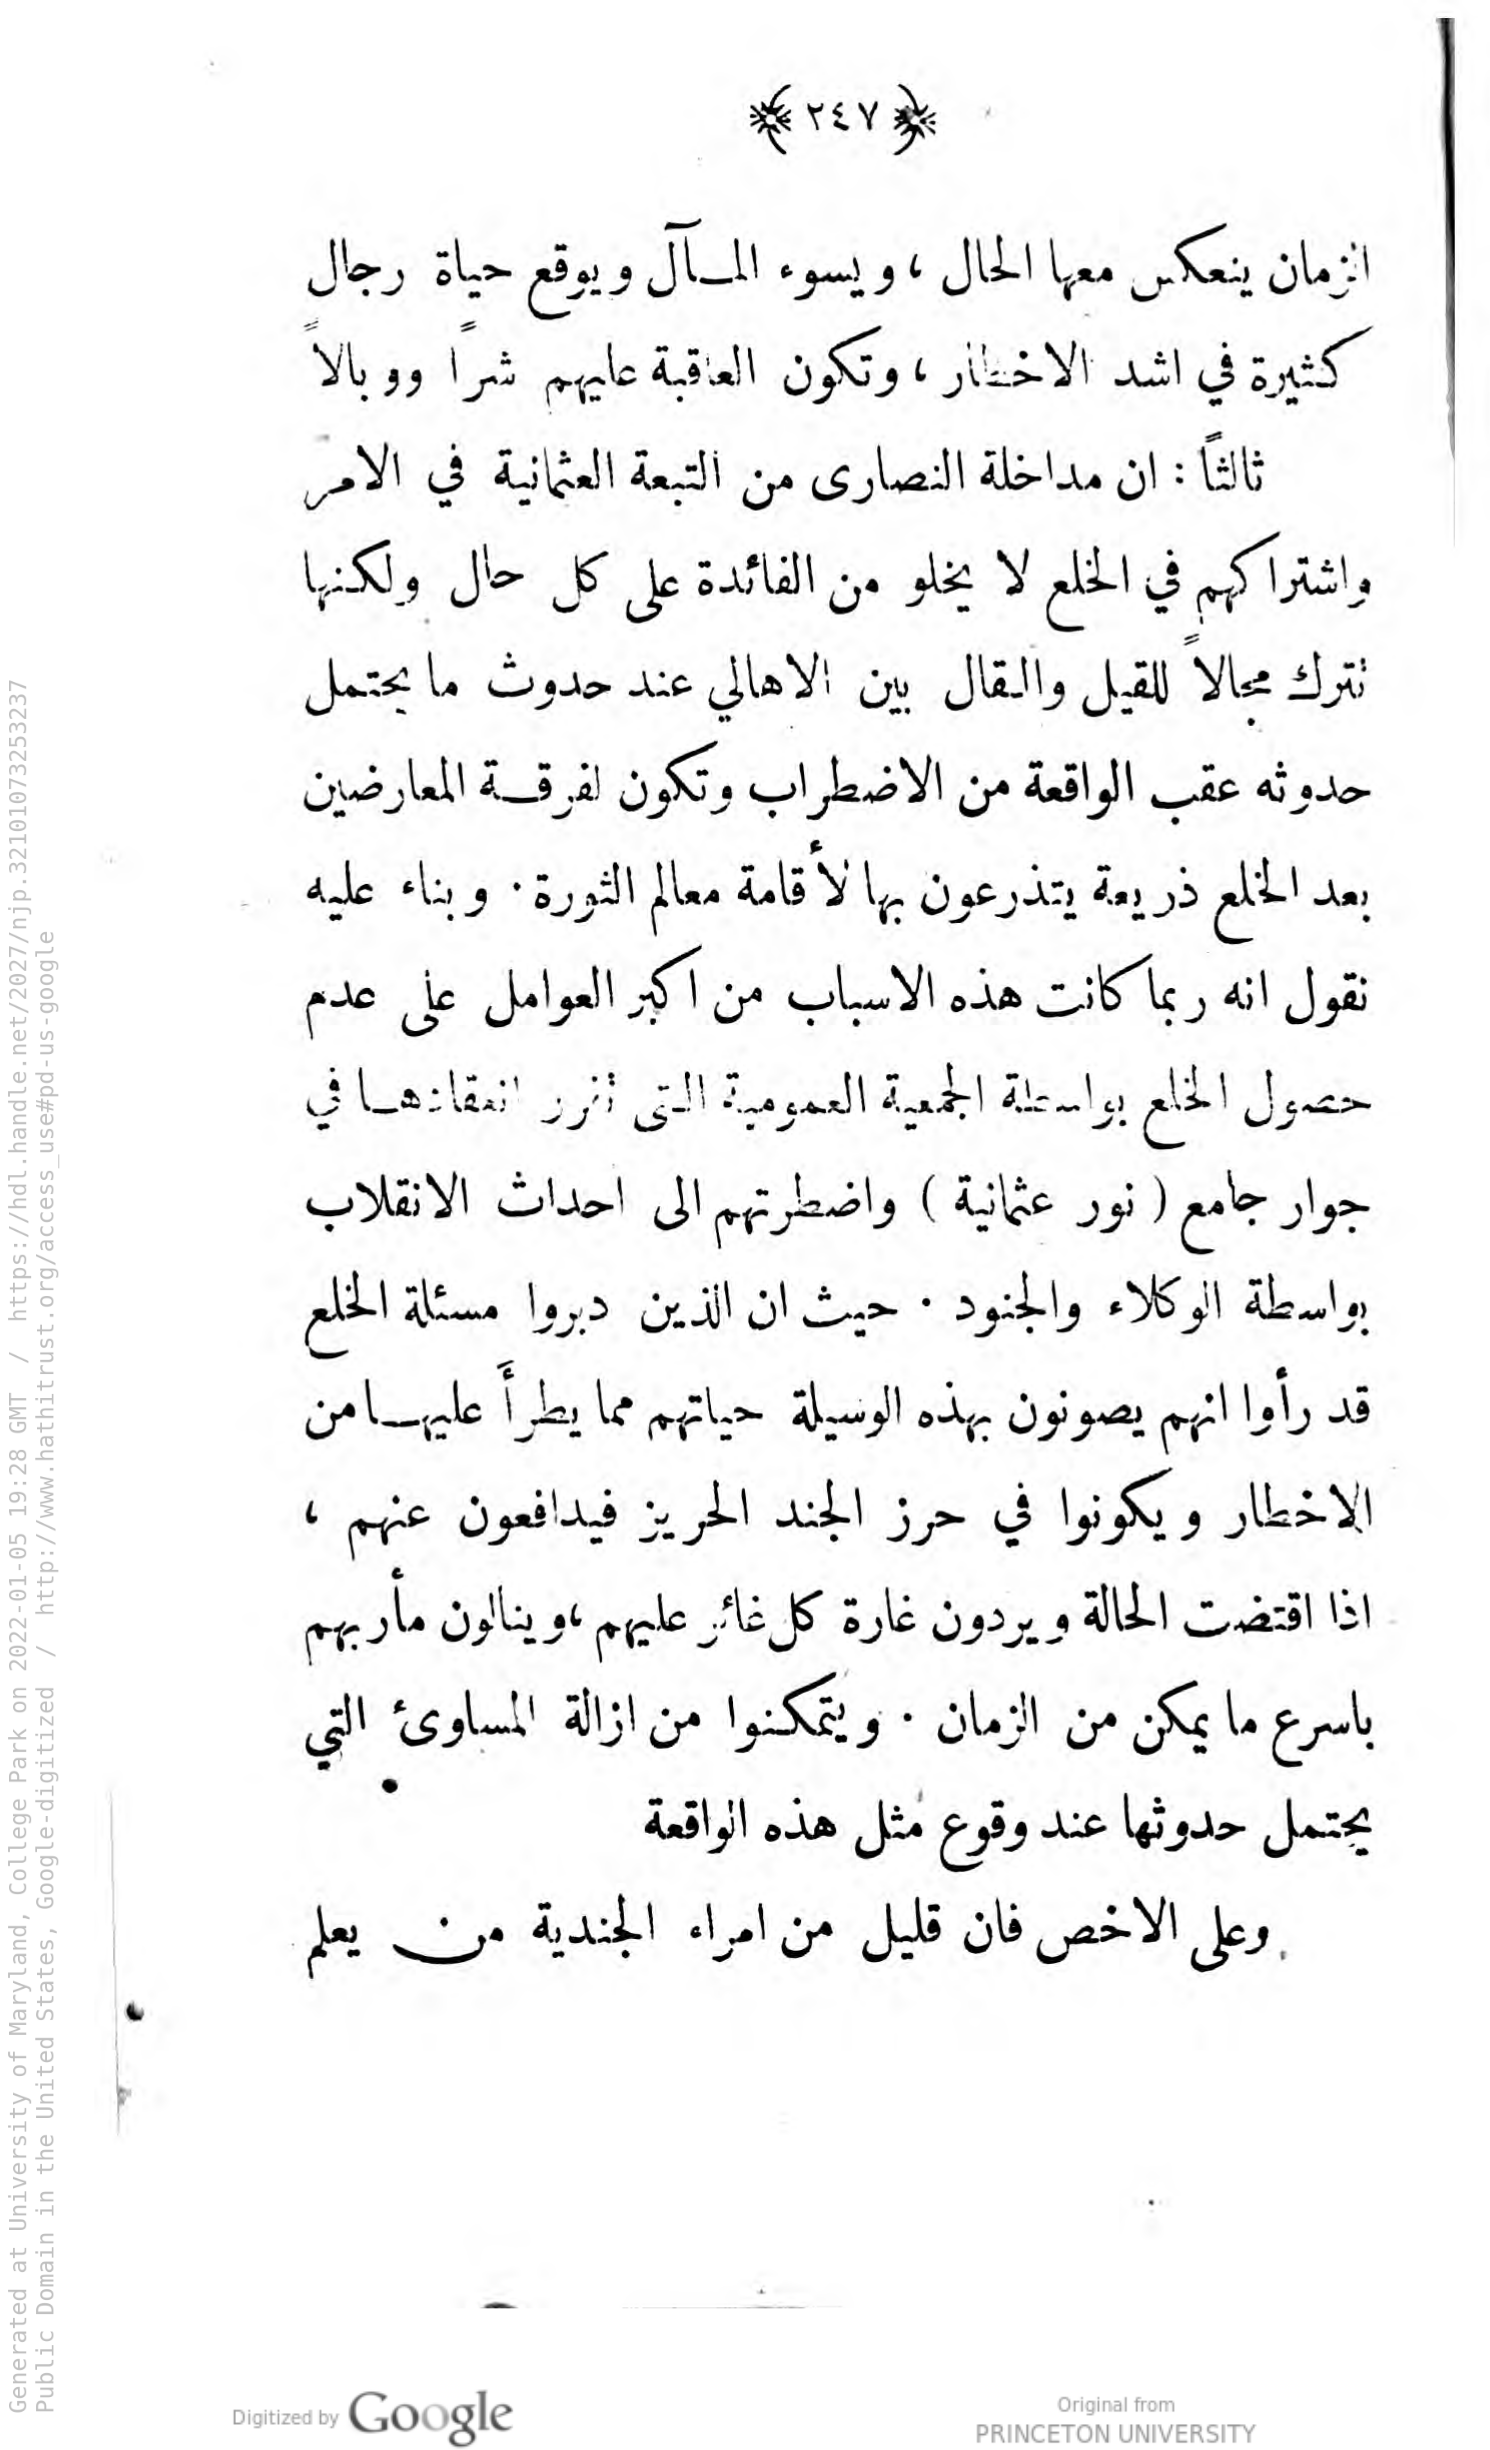 ﴿ ٢٤٧ ﴾
الزمان ينعكس معها الحال ، ويسوء المــآل ويوقع حياة رجال
كثيرة في اشد الاخطار ، وتكون العاقبة عليهم شراً ووبالاً
ثالثاً : ان مداخلة النصارى من التبعة العثمانية في الامر
واشتراكهم في الخلع لا يخلو من الفائدة على كل حال ولكنها
تترك مجالاً للقيل والقال بين الاهالي عند حدوث ما يحتمل
حدوثه عقب الواقعة من الاضطراب وتكون لفرقــة المعارضين
بعد الخلع ذريعة يتذرعون بها لأقامة معالم الثورة · وبناء عليه
نقول انه ربما كانت هذه الاسباب من اكبر العوامل على عدم
حصول الخلع بواسطة الجمعية العمومية التي تقرر انعقادهــا في
جوار جامع ( نور عثمانية ) واضطرتهم الى احداث الانقلاب
بواسطة الوكلاء والجنود · حيث ان الذين دبروا مسئلة الخلع
قد رأوا انهم يصونون بهذه الوسيلة حياتهم مما يطرأ عليهــا من
الاخطار ويكونوا في حرز الجند الحريز فيدافعون عنهم ،
اذا اقتضت الحالة ويردون غارة كل غائر عليهم ،وينالون مأربهم
باسرع ما يمكن من الزمان · ويتمكنوا من ازالة المساوئ التي
يحتمل حدوثها عند وقوع مثل هذه الواقعة
وعلى الاخص فان قليل من امراء الجندية من يعلم
Generated at University of Maryland, College Park on 2022-01-05 19:28 GMT / https://hdl.handle.net/2027/njp.32101073253237
Public Domain in the United States, Google-digitized / http://www.hathitrust.org/access_use#pd-us-google
Digitized by Google
Original from
PRINCETON UNIVERSITY